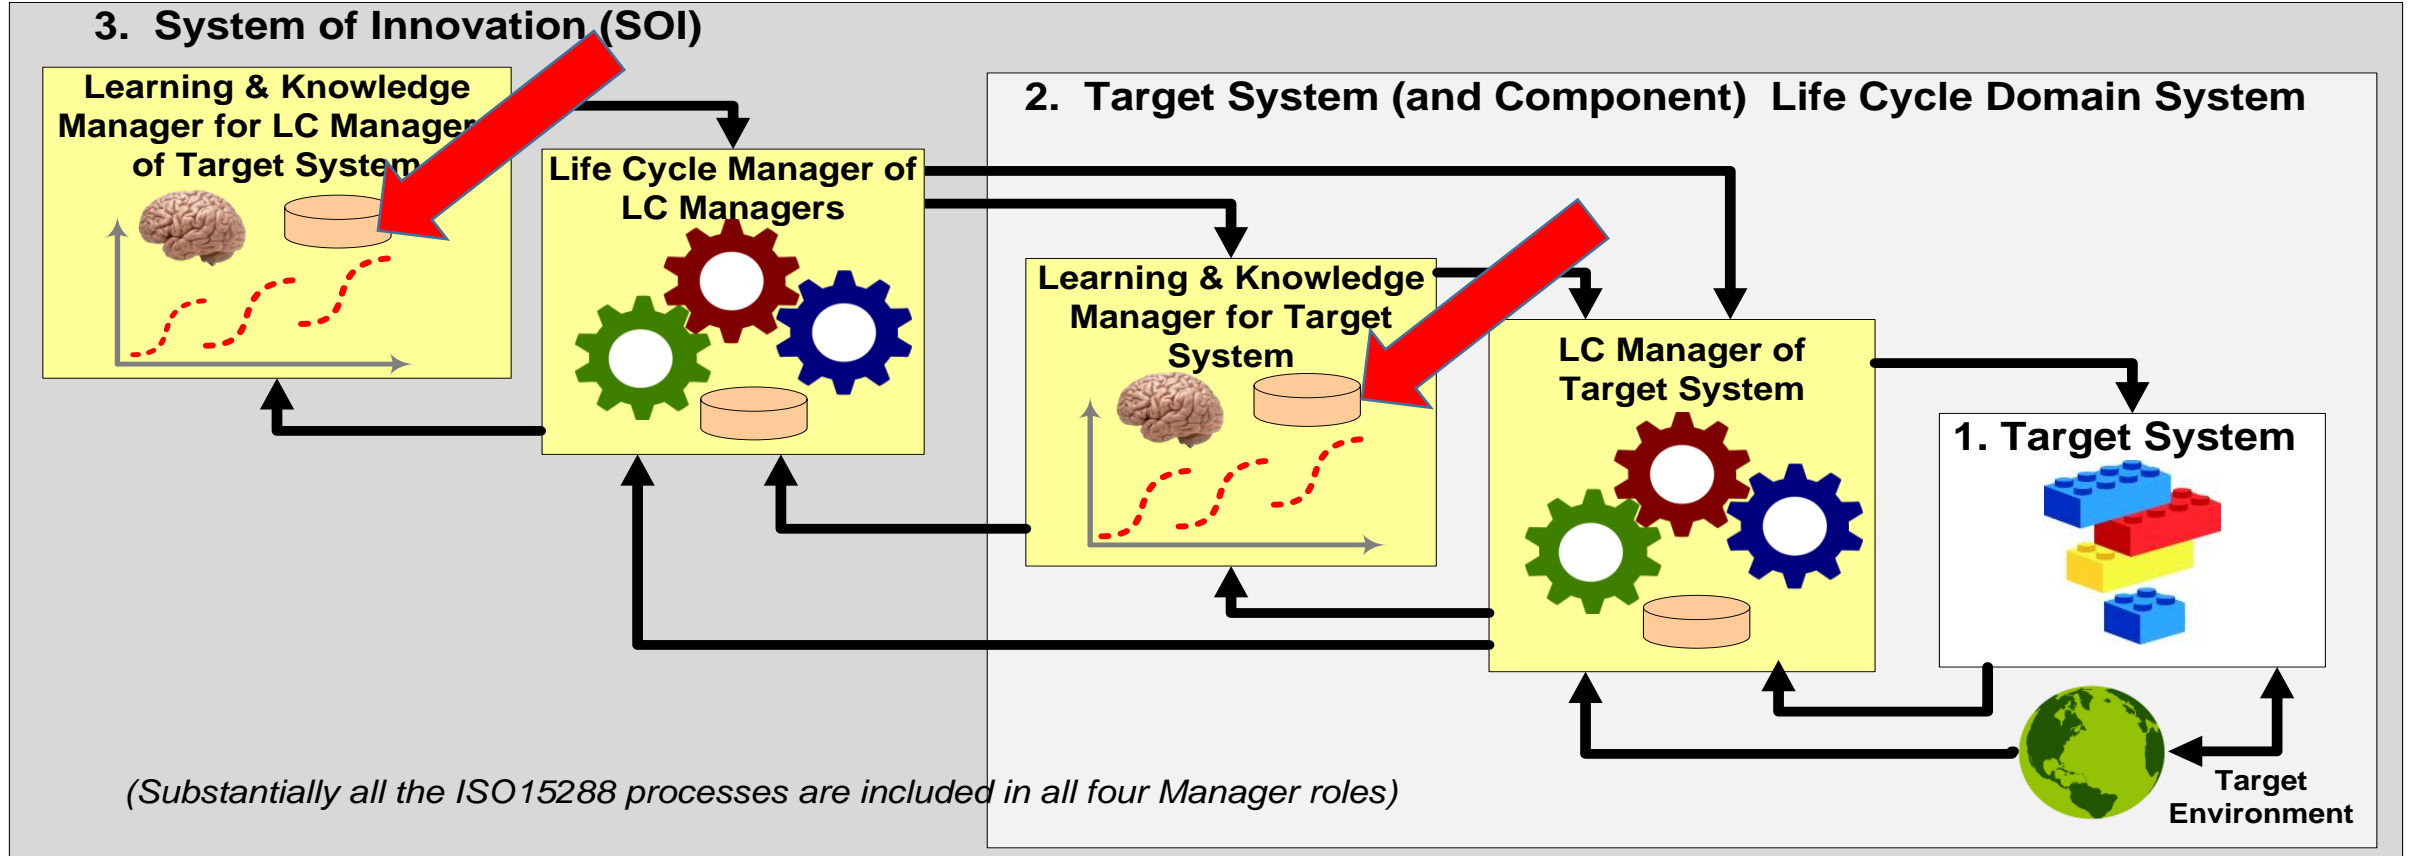 3. System of Innovation (SOI)
Learning & Knowledge
Manager for LC Manager
of Target System
Life Cycle Manager of
LC Managers
2. Target System (and Component) Life Cycle Domain System
Learning & Knowledge
Manager for Target
System
LC Manager of
Target System
1. Target System
Target
Environment
(Substantially all the ISO15288 processes are included in all four Manager roles)